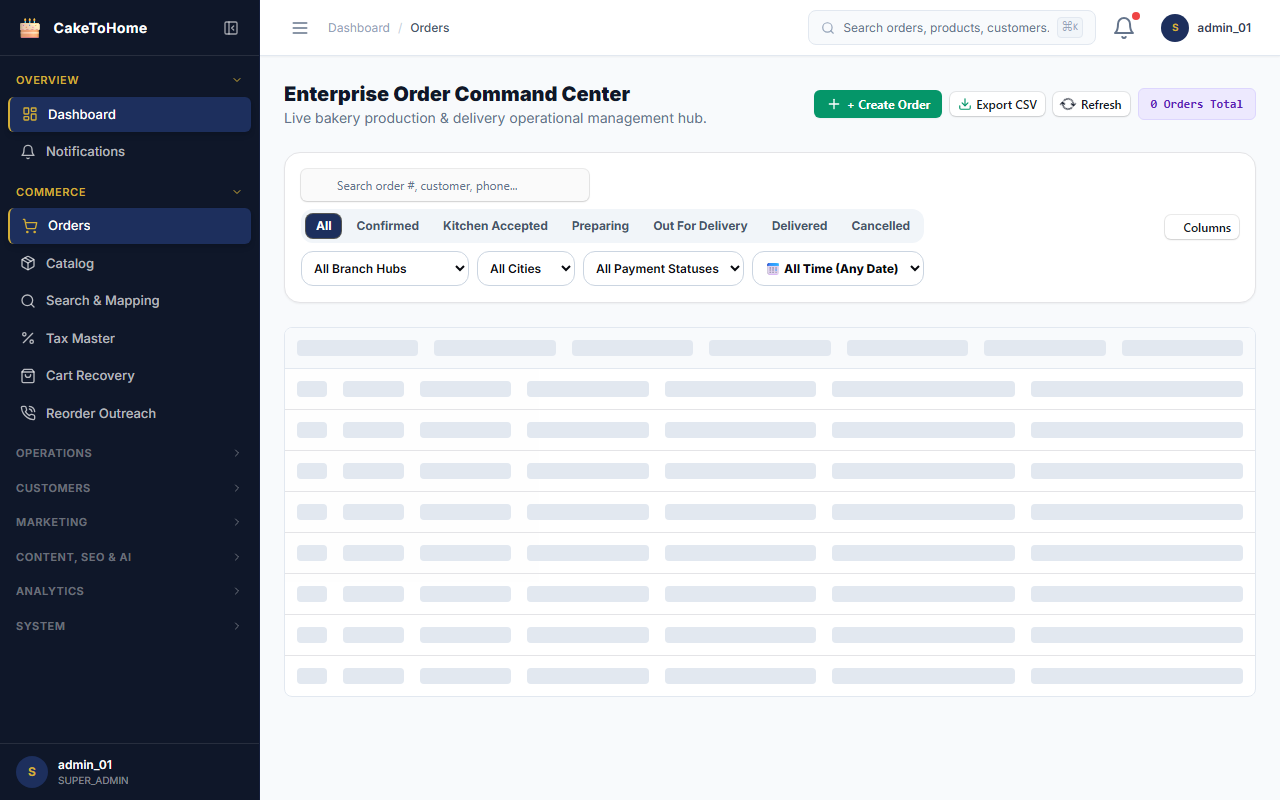 CakeToHome
Dashboard / Orders
Search orders, products, customers. ⌘K
S admin_01
OVERVIEW
Dashboard
Notifications
COMMERCE
Orders
Catalog
Search & Mapping
Tax Master
Cart Recovery
Reorder Outreach
OPERATIONS
CUSTOMERS
MARKETING
CONTENT, SEO & AI
ANALYTICS
SYSTEM
S admin_01
SUPER_ADMIN
Enterprise Order Command Center
Live bakery production & delivery operational management hub.
+ Create Order Export CSV Refresh 0 Orders Total
Search order #, customer, phone...
All Confirmed Kitchen Accepted Preparing Out For Delivery Delivered Cancelled
Columns
All Branch Hubs All Cities All Payment Statuses All Time (Any Date)